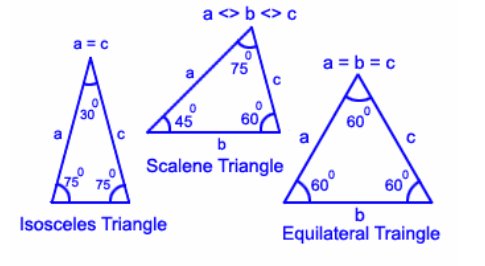 a = c
30⁰
a
c
75⁰
75⁰
Isosceles Triangle
a <> b <> c
75⁰
a
c
45⁰
60⁰
b
Scalene Triangle
a = b = c
60⁰
a
c
60⁰
60⁰
b
Equilateral Traingle